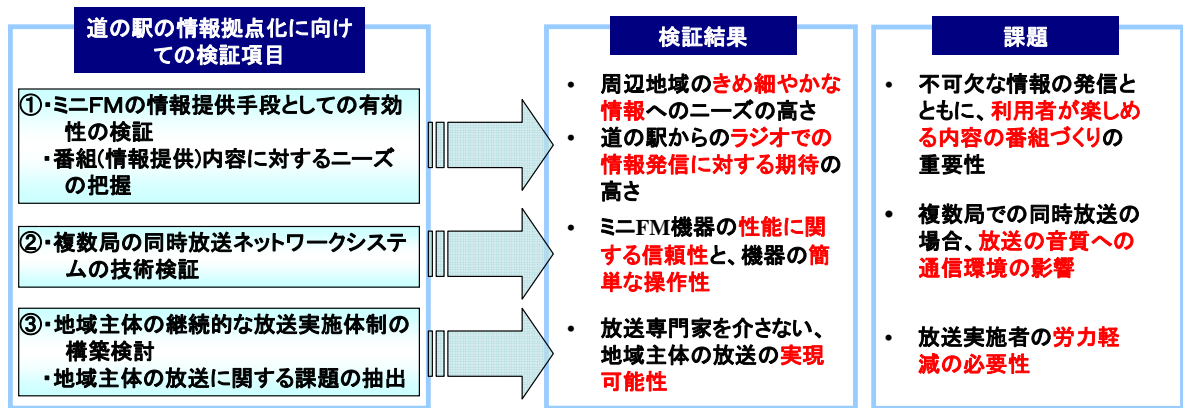 道の駅の情報拠点化に向け
ての検証項目
①・ミニFMの情報提供手段としての有効
性の検証
・番組(情報提供)内容に対するニーズ
の把握
②・複数局の同時放送ネットワークシステ
ムの技術検証
③・地域主体の継続的な放送実施体制の
構築検討
・地域主体の放送に関する課題の抽出
検証結果
• 周辺地域のきめ細やかな
情報へのニーズの高さ
• 道の駅からのラジオでの
情報発信に対する期待の
高さ
• ミニFM機器の性能に関
する信頼性と、機器の簡
単な操作性
• 放送専門家を介さない、
地域主体の放送の実現
可能性
課題
• 不可欠な情報の発信と
ともに、利用者が楽しめ
る内容の番組づくりの
重要性
• 複数局での同時放送の
場合、放送の音質への
通信環境の影響
• 放送実施者の労力軽
減の必要性